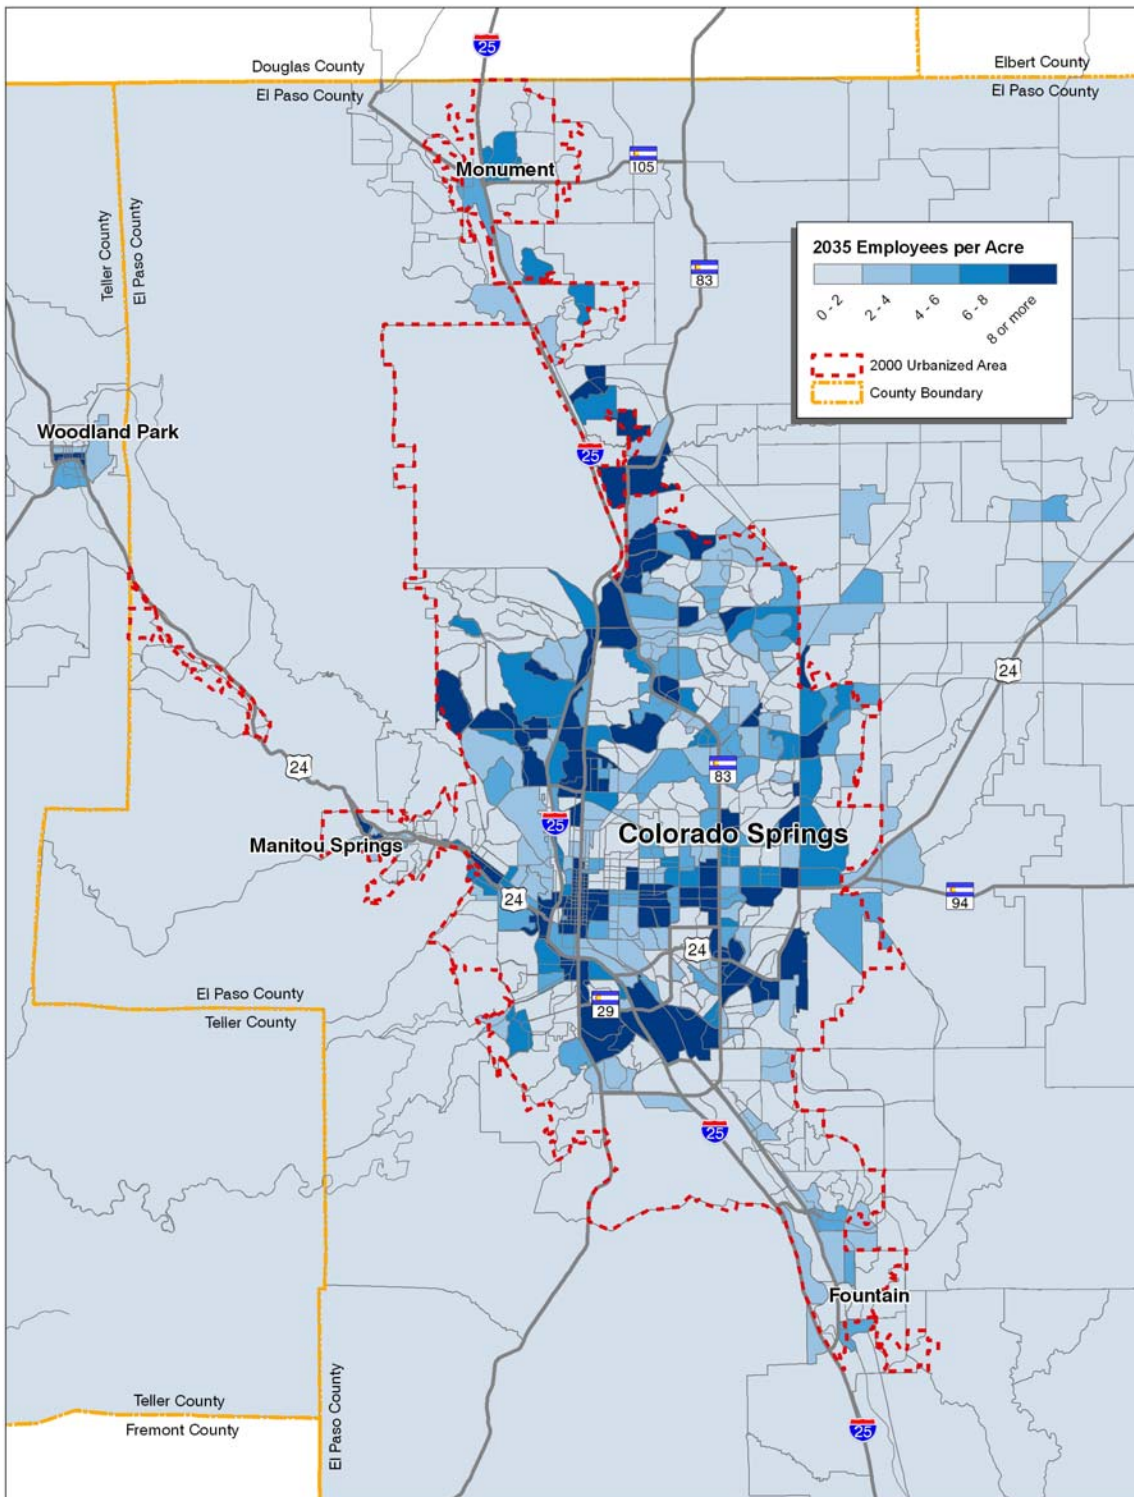 25
Douglas County
El Paso County
Elbert County
El Paso County
Monument
105
Teller County
El Paso County
83
2035 Employees per Acre
0 - 2
2 - 4
4 - 6
6 - 8
8 or more
2000 Urbanized Area
County Boundary
Woodland Park
25
24
24
83
25
Colorado Springs
Manitou Springs
24
94
24
El Paso County
Teller County
29
25
Fountain
El Paso County
Teller County
Fremont County
25